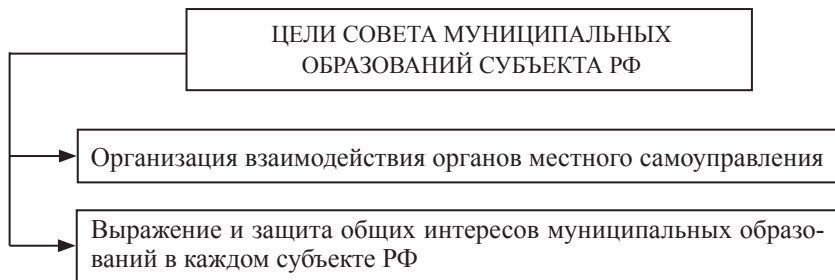 ЦЕЛИ СОВЕТА МУНИЦИПАЛЬНЫХ
ОБРАЗОВАНИЙ СУБЪЕКТА РФ
Организация взаимодействия органов местного самоуправления
Выражение и защита общих интересов муниципальных образо-
ваний в каждом субъекте РФ